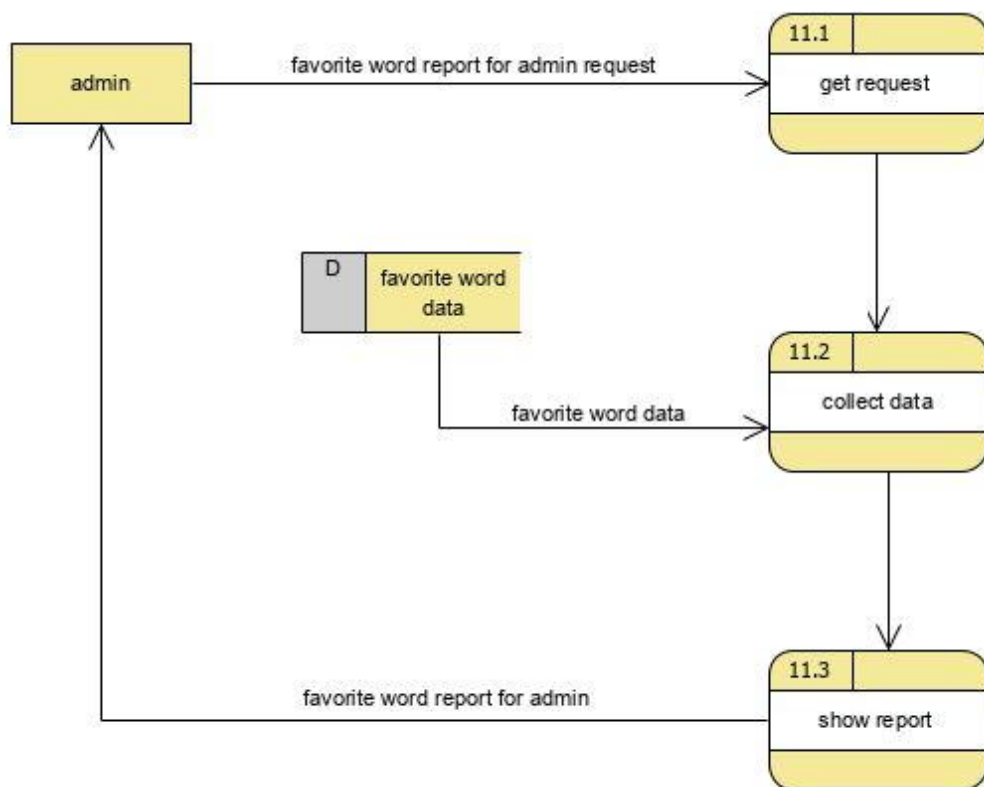 11.1
admin
favorite word report for admin request
get request
D
favorite word
data
11.2
collect data
favorite word data
11.3
favorite word report for admin
show report